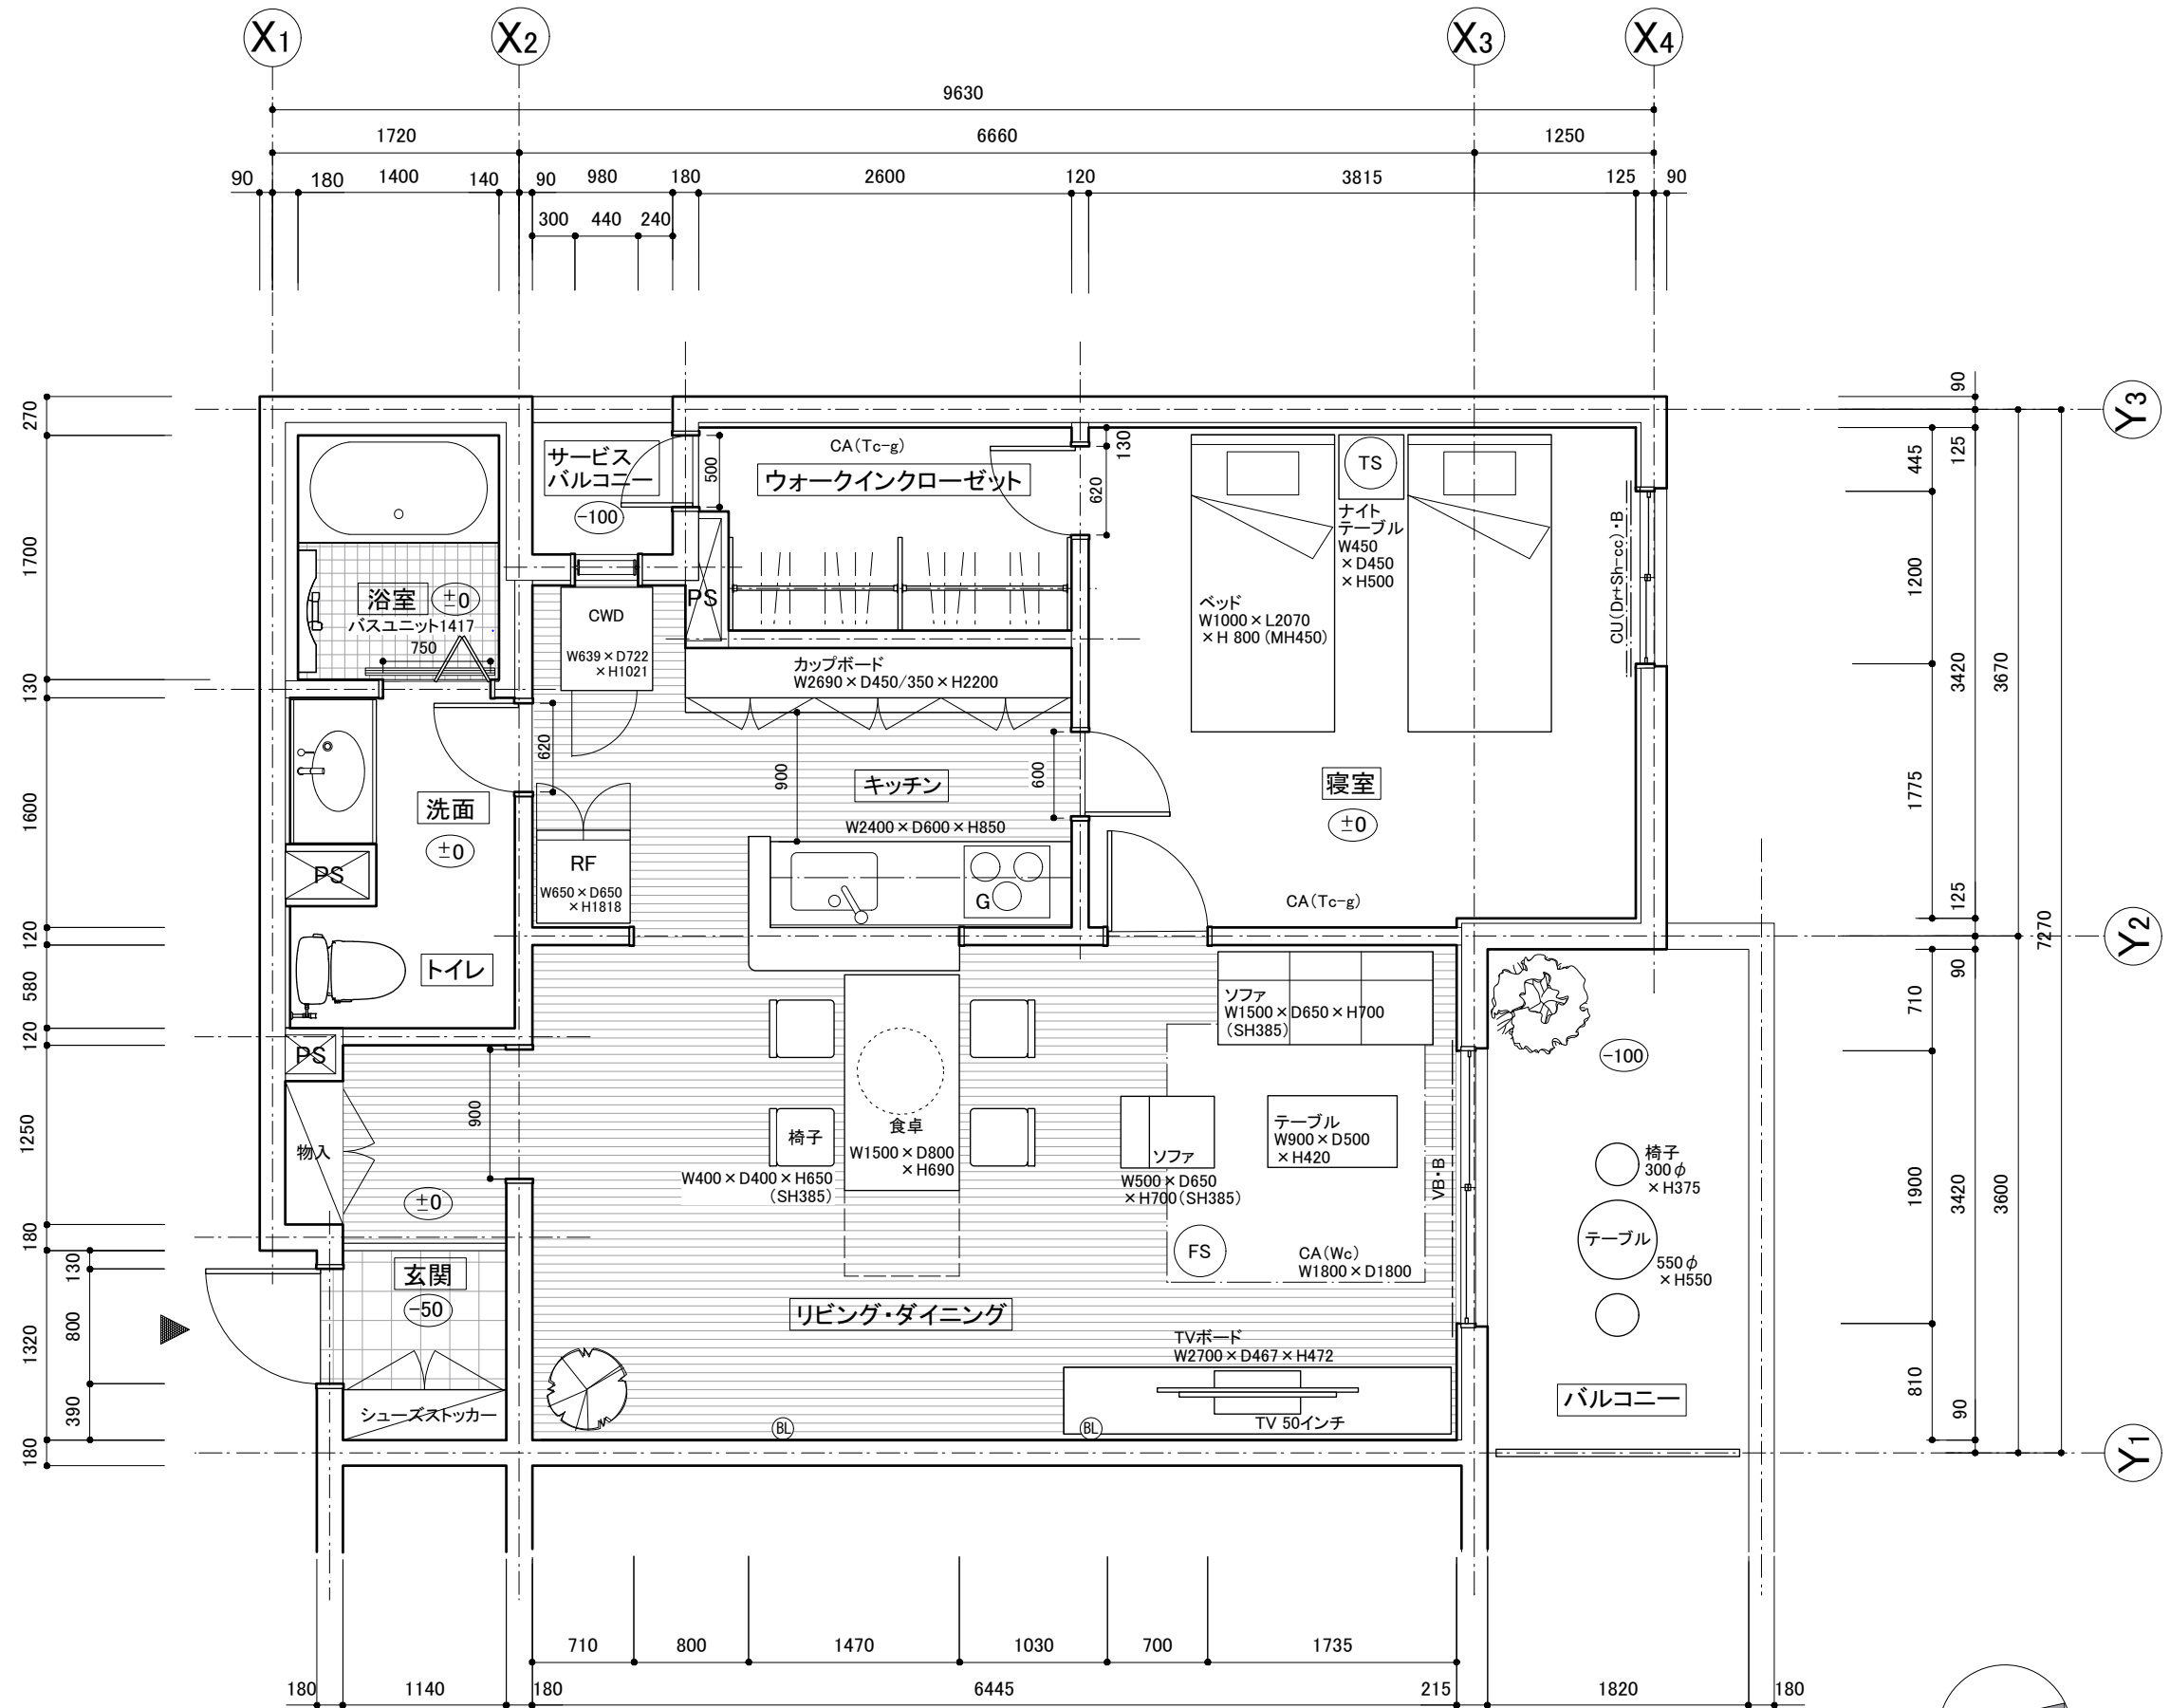 X1
X2
X3
X4
9630
1720
6660
1250
90
180
1400
140
90
980
180
2600
120
3815
125
90
300
440
240
Y3
Y2
Y1
270
1700
130
1600
120
580
120
1250
180
1320
180
130
800
390
90
125
445
1200
1775
3420
3670
7270
125
90
710
1900
810
3420
3600
90
サービス
バルコニー
-100
500
CA(Tc-g)
ウォークインクローゼット
130
620
TS
ナイト
テーブル
W450
×D450
×H500
ベッド
W1000×L2070
×H 800 (MH450)
CU(Dr+Sh-cc)・B
浴室
±0
バスユニット1417
750
CWD
W639×D722
×H1021
PS
カップボード
W2690×D450/350×H2200
620
900
キッチン
600
W2400×D600×H850
寝室
±0
CA(Tc-g)
洗面
±0
PS
RF
W650×D650
×H1818
G
トイレ
PS
物入
900
±0
玄関
-50
シューズストッカー
椅子
W400×D400×H650
(SH385)
食卓
W1500×D800
×H690
ソファ
W1500×D650×H700
(SH385)
ソファ
W500×D650
×H700(SH385)
テーブル
W900×D500
×H420
VB・B
FS
CA(Wc)
W1800×D1800
リビング・ダイニング
TVボード
W2700×D467×H472
TV 50インチ
BL
BL
-100
椅子
300φ
×H375
テーブル
550φ
×H550
バルコニー
710
800
1470
1030
700
1735
180
1140
180
6445
215
1820
180